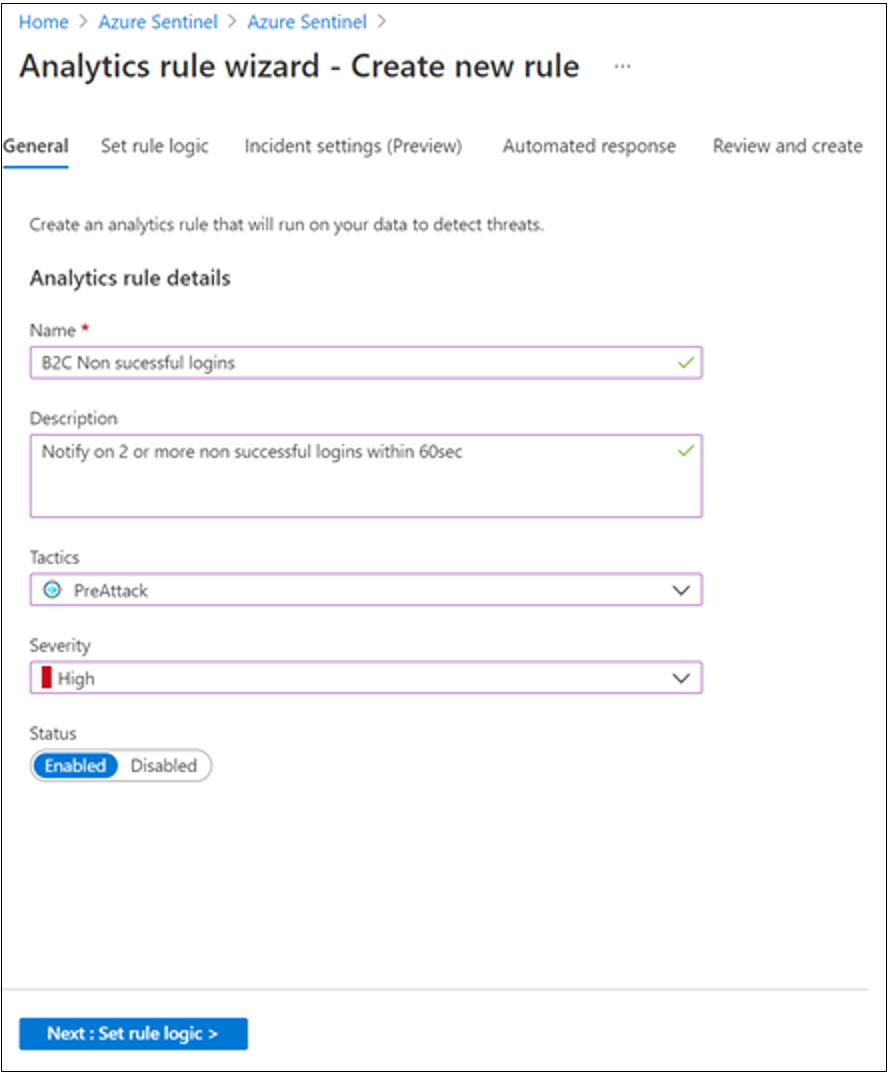 Home > Azure Sentinel > Azure Sentinel >
Analytics rule wizard - Create new rule ...
General Set rule logic Incident settings (Preview) Automated response Review and create
Create an analytics rule that will run on your data to detect threats.
Analytics rule details
Name *
B2C Non sucessful logins
Description
Notify on 2 or more non successful logins within 60sec
Tactics
PreAttack
Severity
High
Status
Enabled Disabled
Next : Set rule logic >